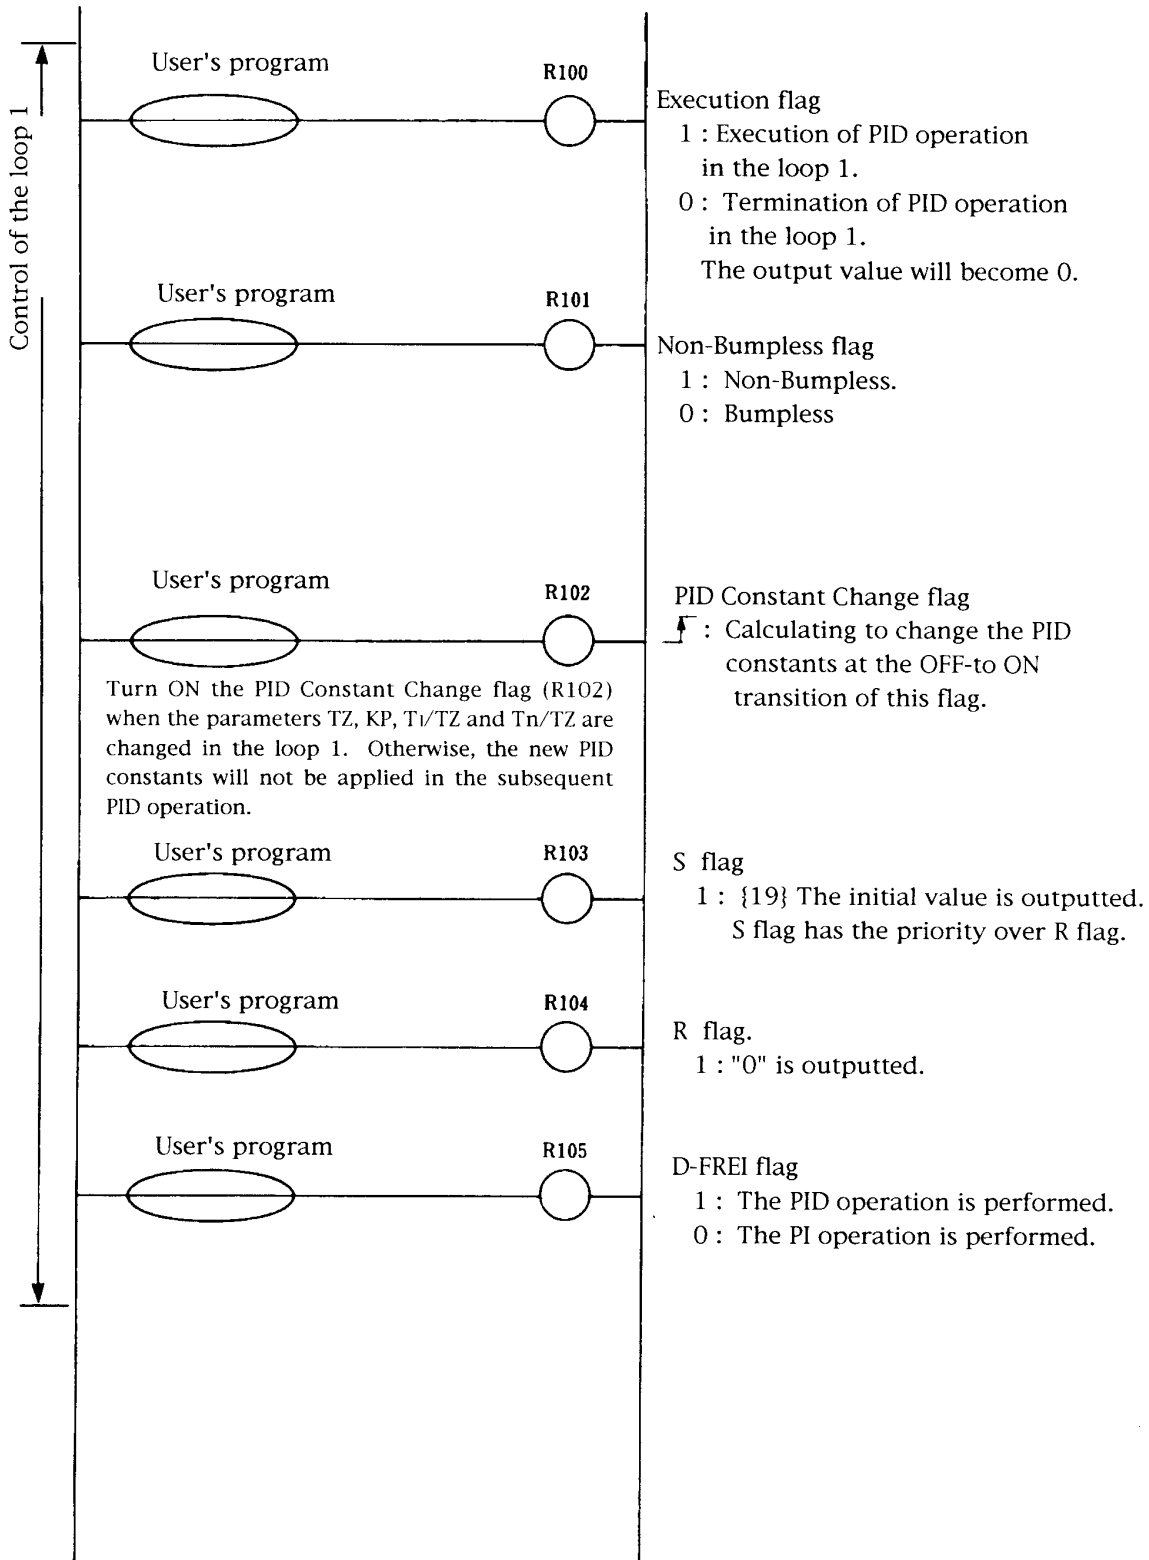 Control of the loop 1
User's program
R100
Execution flag
1 : Execution of PID operation
in the loop 1.
0 : Termination of PID operation
in the loop 1.
The output value will become 0.
User's program
R101
Non-Bumpless flag
1 : Non-Bumpless.
0 : Bumpless
User's program
R102
PID Constant Change flag
: Calculating to change the PID
constants at the OFF-to ON
transition of this flag.
Turn ON the PID Constant Change flag (R102)
when the parameters TZ, KP, TI/TZ and Tn/TZ are
changed in the loop 1. Otherwise, the new PID
constants will not be applied in the subsequent
PID operation.
User's program
R103
S flag
1 : {19} The initial value is outputted.
S flag has the priority over R flag.
User's program
R104
R flag.
1 : "0" is outputted.
User's program
R105
D-FREI flag
1 : The PID operation is performed.
0 : The PI operation is performed.